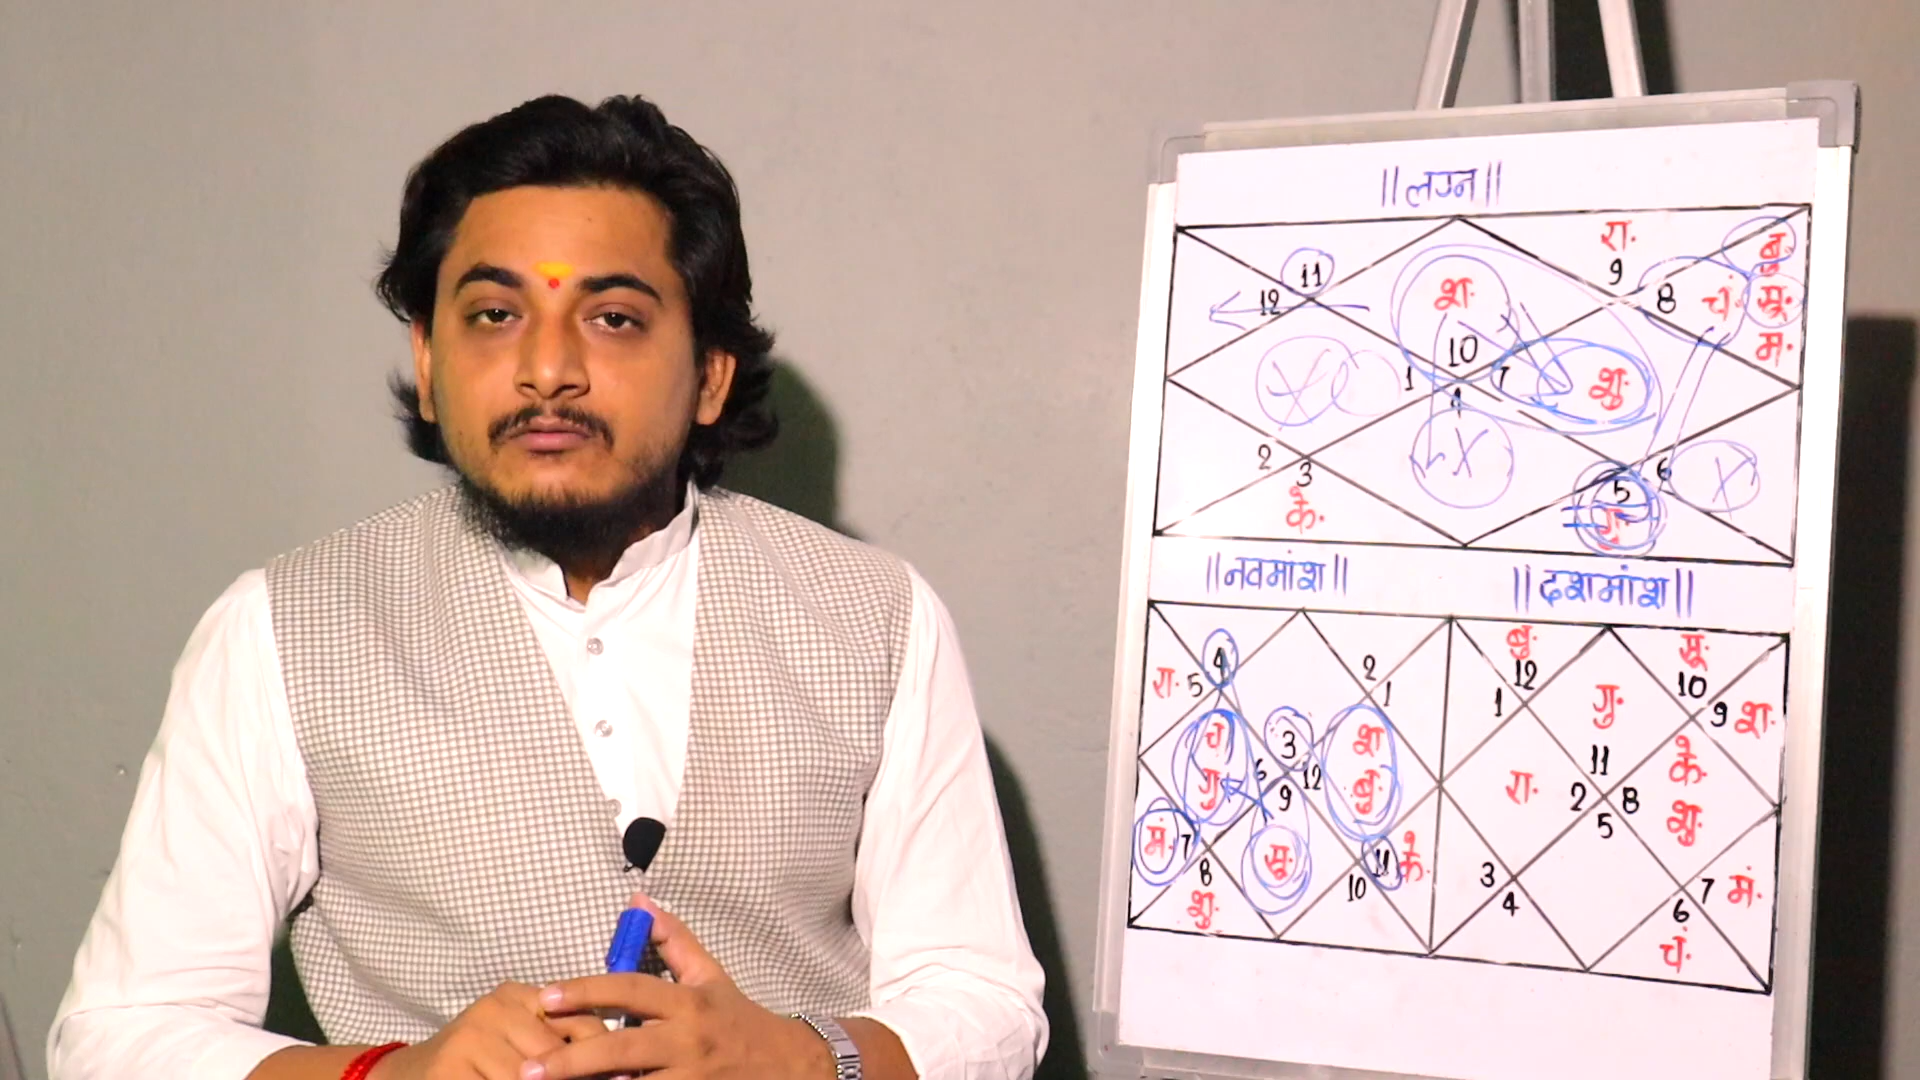 ||लग्न||
रा.
बु.
11
9
12
श.
8 चं. सू.
10
मं.
1 7 शु.
4
2 6
3 5
के. गु.
||नवमांश|| ||दशमांश||
4 2
रा. 5 1
चं 3 श
गु 6 12 बु.
9
मं. 7 सू. 11 के.
8 10
शु.
बु. सू.
12 10
1 गु. 9 श.
11 के.
रा. 2 8 शु.
5
3 7 मं.
4 6
चं.